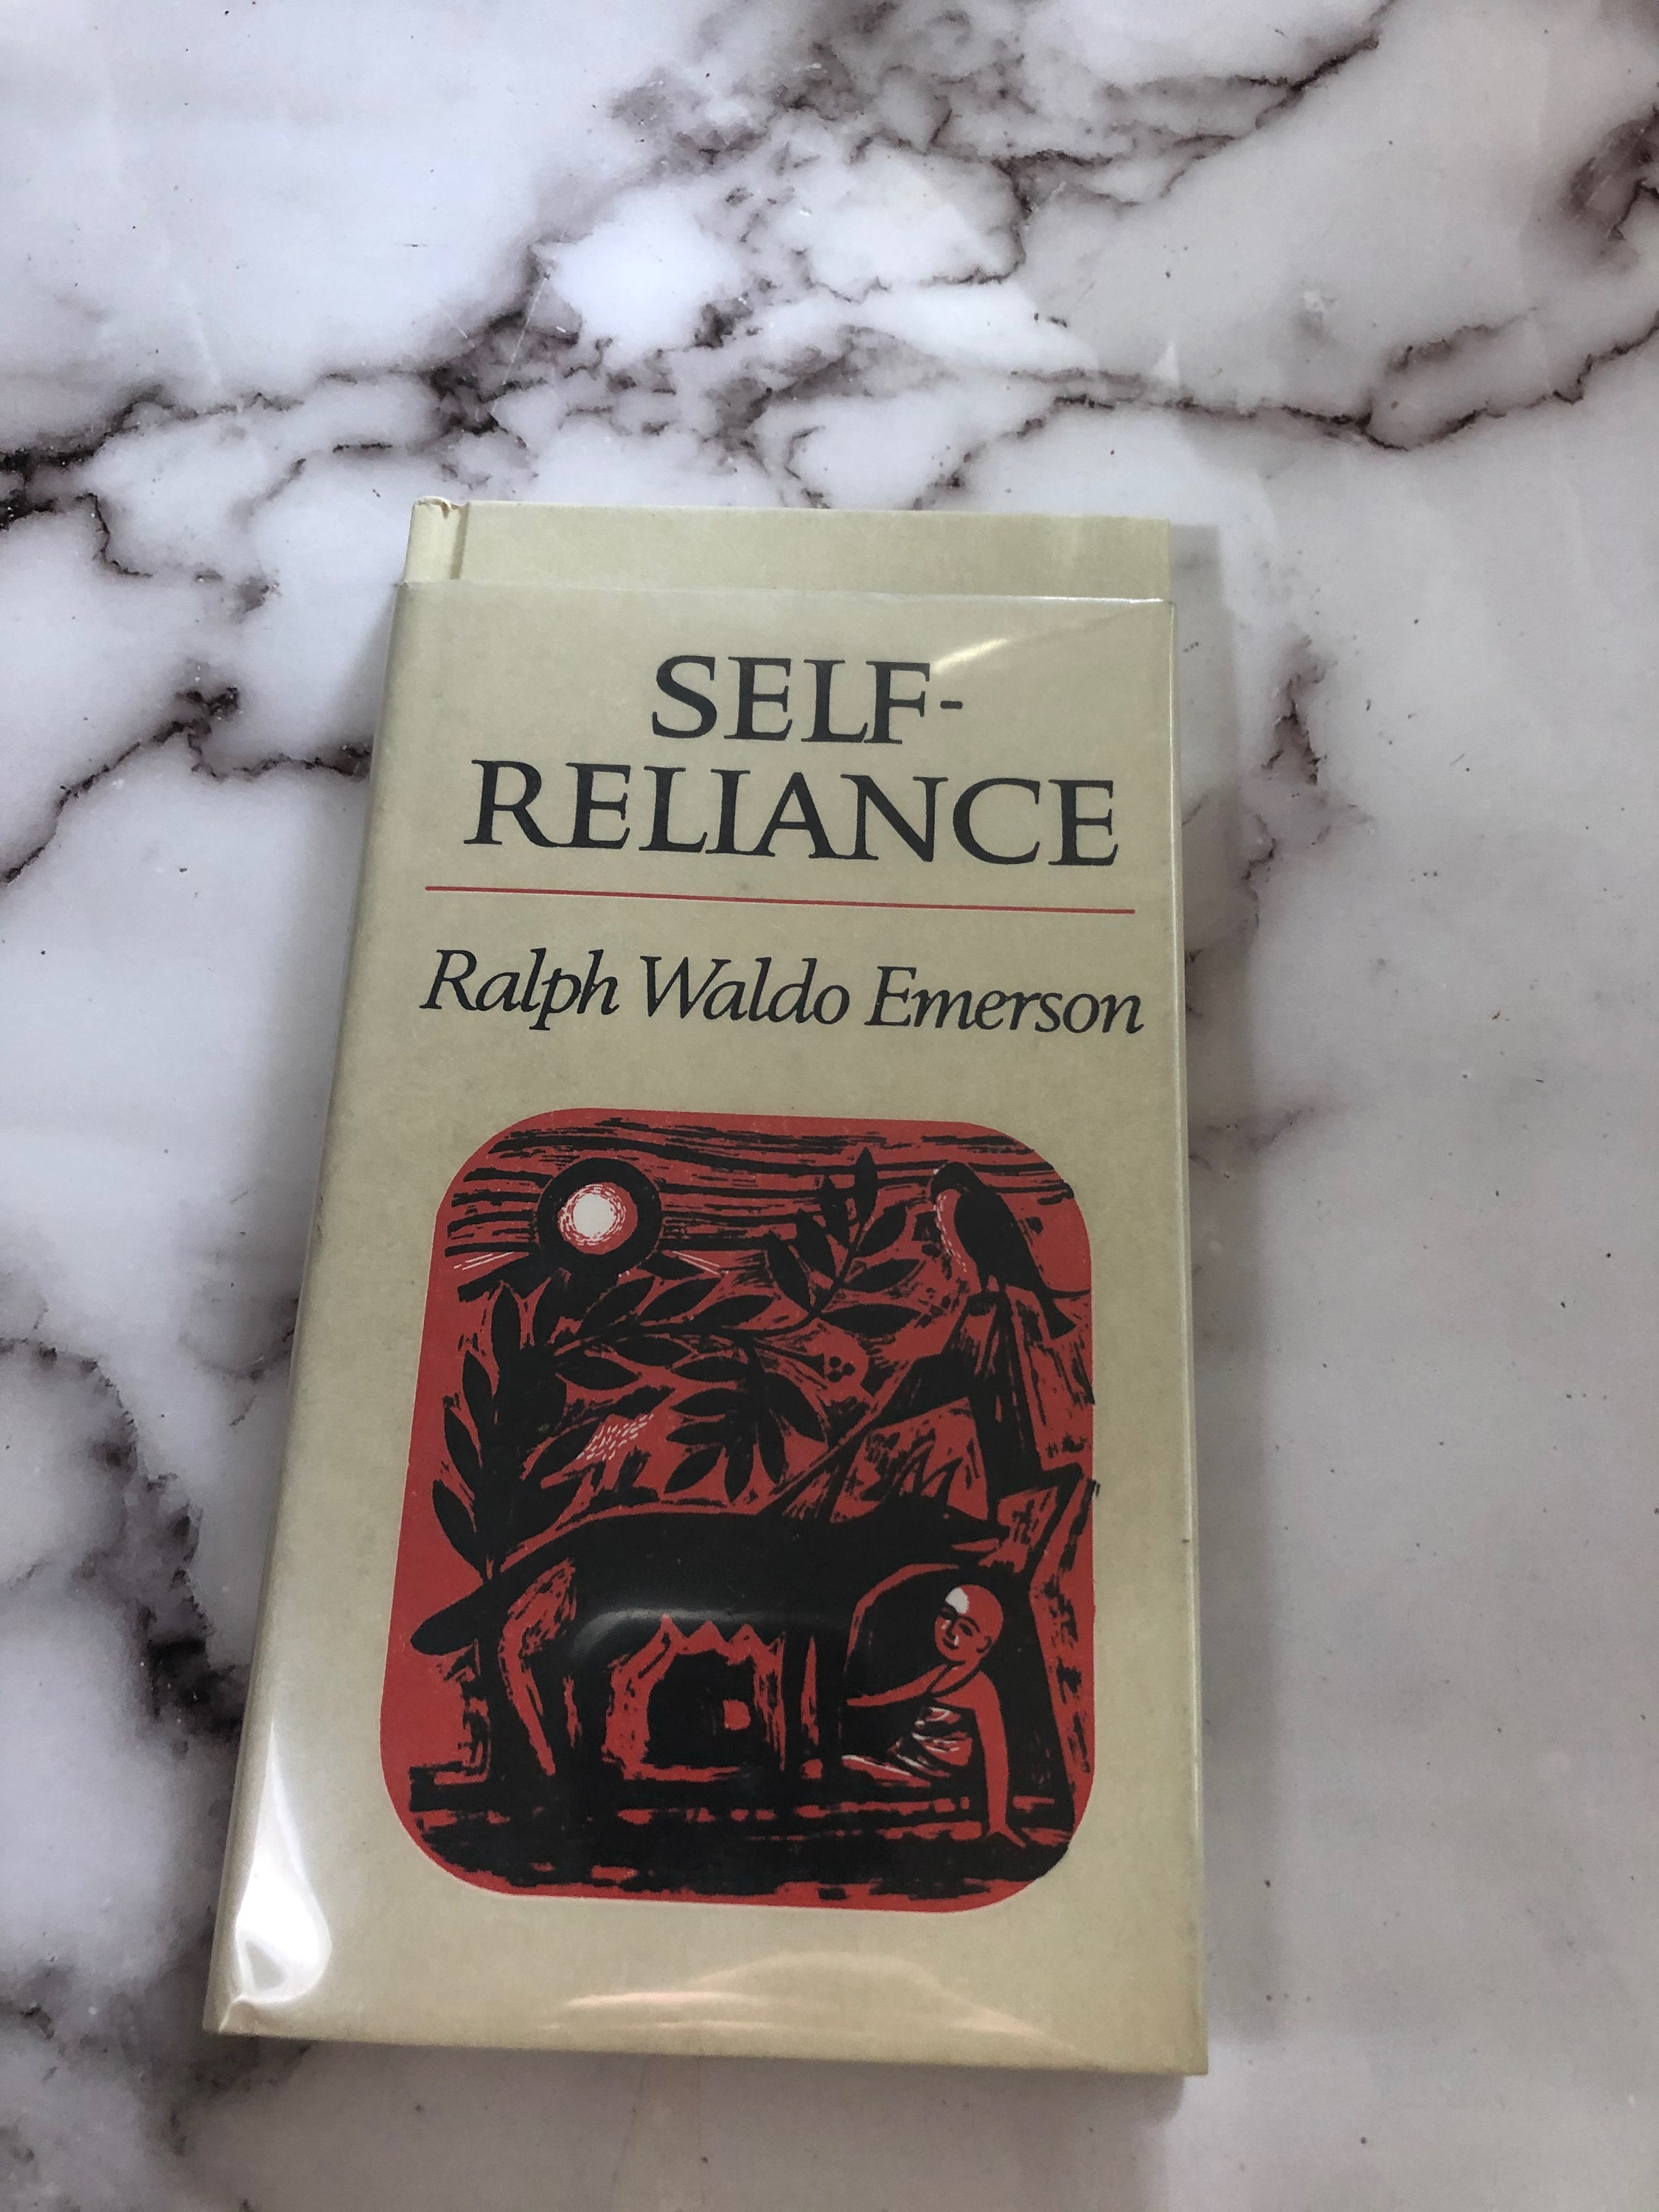 SELF-
RELIANCE
Ralph Waldo Emerson